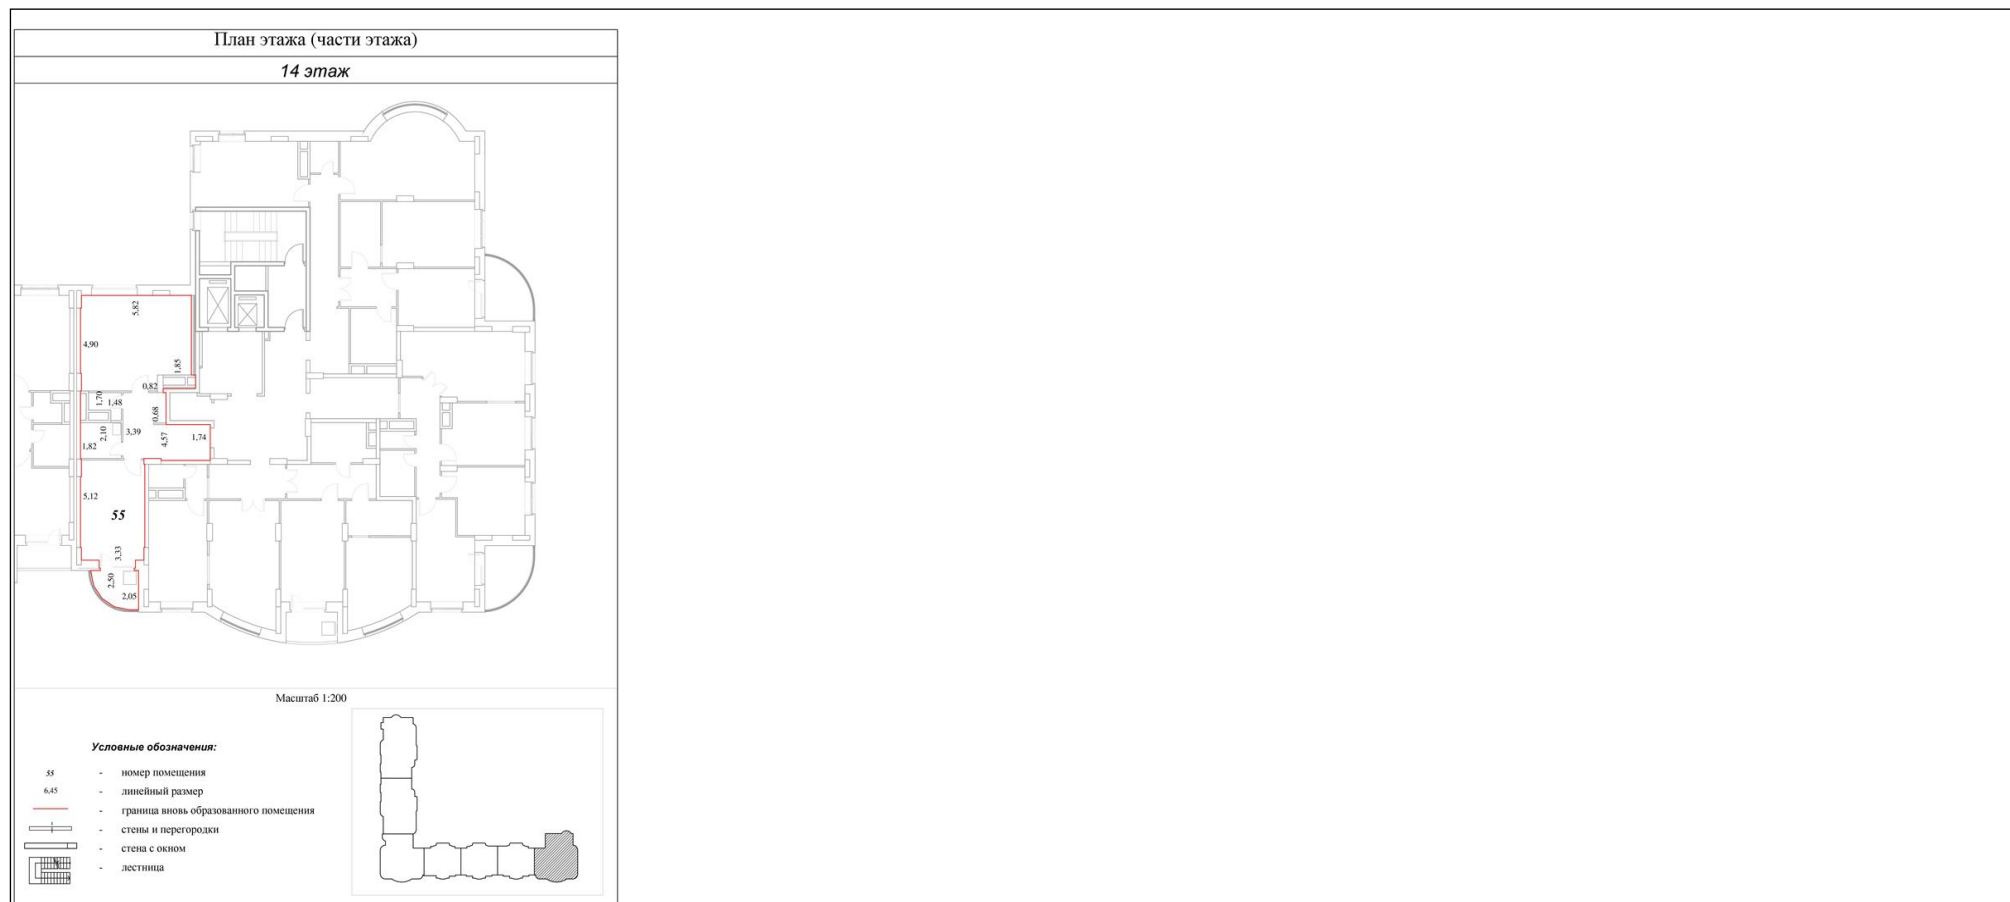 План этажа (части этажа)
14 этаж
5,82
4,90
1,85
0,82
1,70
1,48
0,68
2,10
3,39
4,57
1,74
1,82
5,12
55
3,33
2,50
2,05
Масштаб 1:200
Условные обозначения:
55 - номер помещения
6,45 - линейный размер
- граница вновь образованного помещения
- стены и перегородки
- стена с окном
- лестница